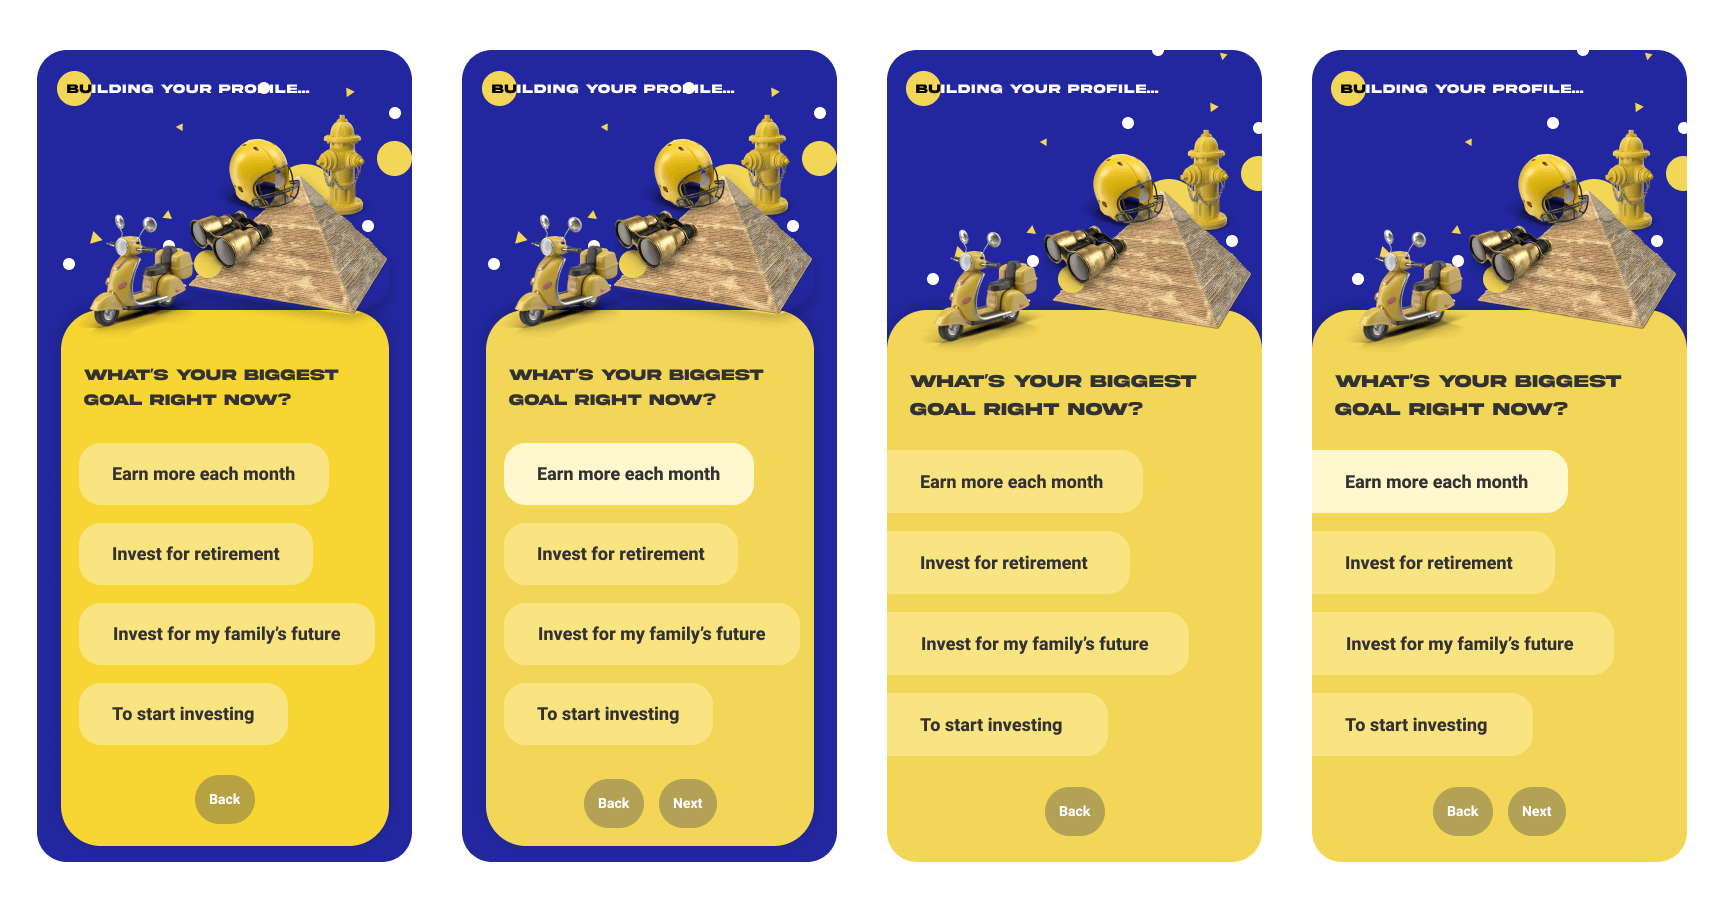 BUILDING YOUR PROFILE...
WHAT'S YOUR BIGGEST
GOAL RIGHT NOW?
Earn more each month
Invest for retirement
Invest for my family's future
To start investing
Back
BUILDING YOUR PROFILE...
WHAT'S YOUR BIGGEST
GOAL RIGHT NOW?
Earn more each month
Invest for retirement
Invest for my family's future
To start investing
Back Next
BUILDING YOUR PROFILE...
WHAT'S YOUR BIGGEST
GOAL RIGHT NOW?
Earn more each month
Invest for retirement
Invest for my family's future
To start investing
Back
BUILDING YOUR PROFILE...
WHAT'S YOUR BIGGEST
GOAL RIGHT NOW?
Earn more each month
Invest for retirement
Invest for my family's future
To start investing
Back Next